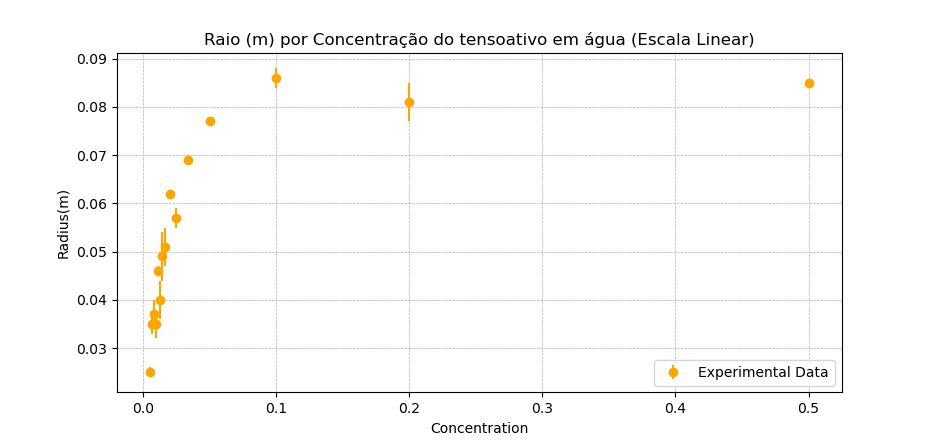 Raio (m) por Concentração do tensoativo em água (Escala Linear)
0.09
0.08
0.07
0.06
0.05
0.04
0.03
Radius(m)
Experimental Data
0.0 0.1 0.2 0.3 0.4 0.5
Concentration